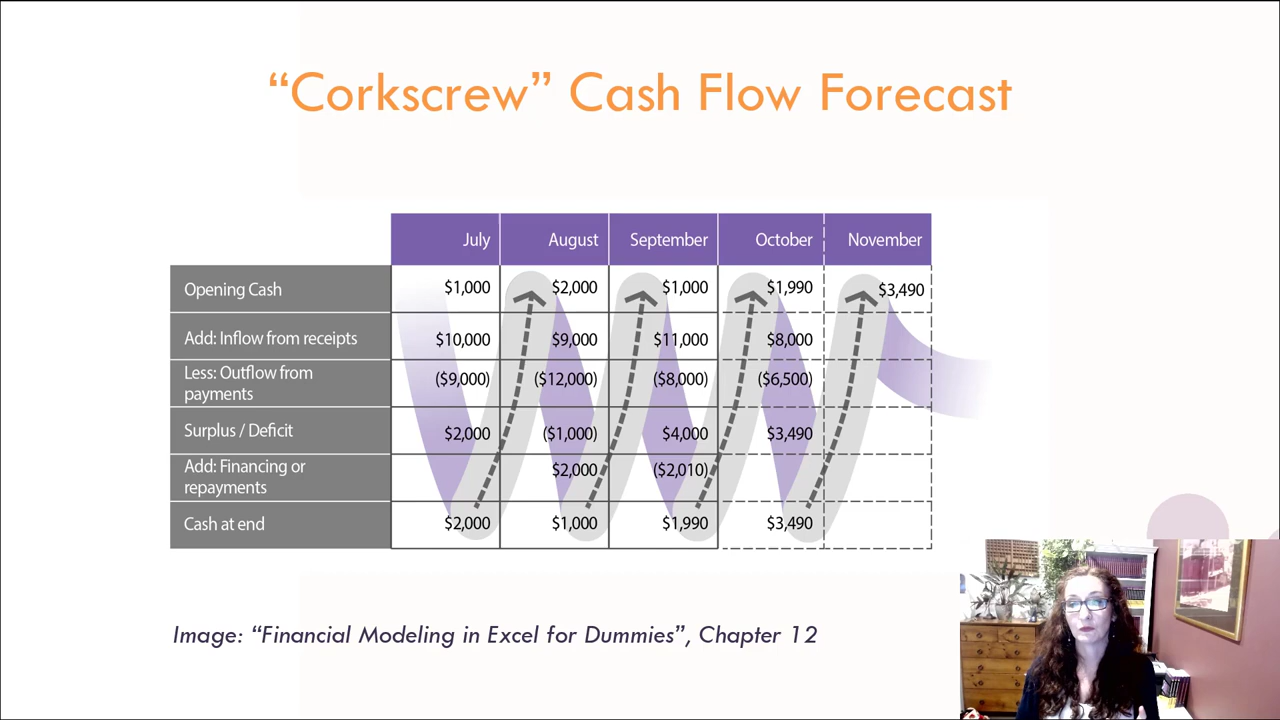 “Corkscrew” Cash Flow Forecast
July August September October November
Opening Cash $1,000 $2,000 $1,000 $1,990 $3,490
Add: Inflow from receipts $10,000 $9,000 $11,000 $8,000
Less: Outflow from
payments ($9,000) ($12,000) ($8,000) ($6,500)
Surplus / Deficit $2,000 ($1,000) $4,000 $3,490
Add: Financing or
repayments $2,000 ($2,010)
Cash at end $2,000 $1,000 $1,990 $3,490
Image: “Financial Modeling in Excel for Dummies”, Chapter 12